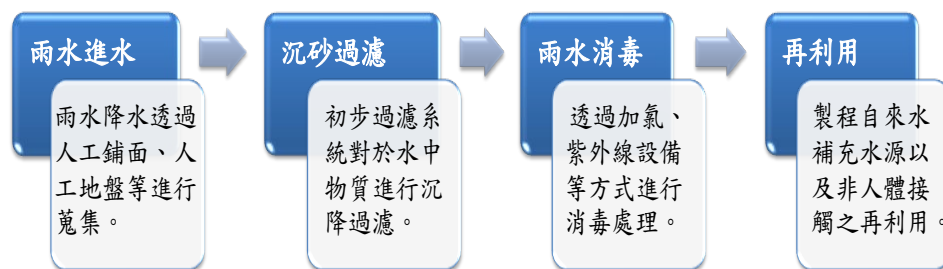 雨水進水
雨水降水透過
人工鋪面、人
工地盤等進行
蒐集。
沉砂過濾
初步過濾系
統對於水中
物質進行沉
降過濾。
雨水消毒
透過加氯、
紫外線設備
等方式進行
消毒處理。
再利用
製程自來水
補充水源以
及非人體接
觸之再利用。